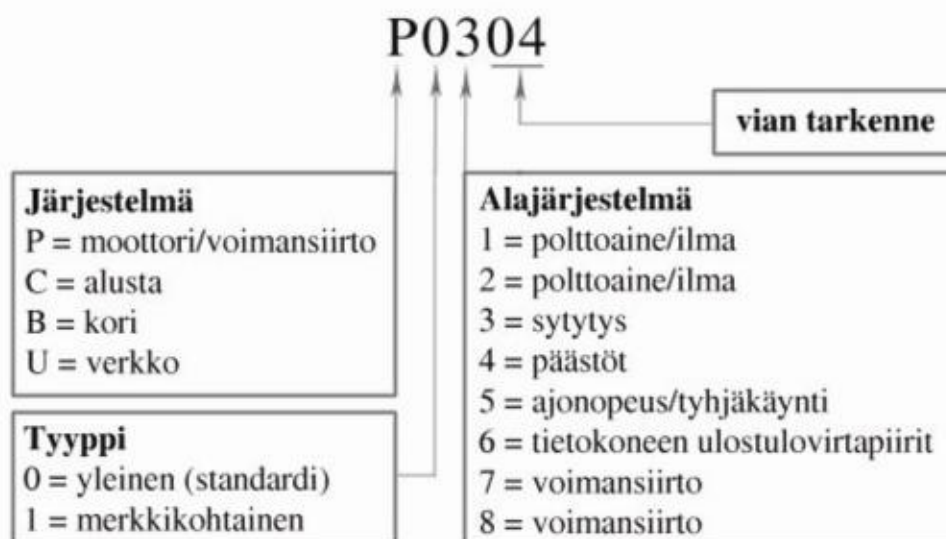 P0304
vian tarkenne
Järjestelmä
P = moottori/voimansiirto
C = alusta
B = kori
U = verkko
Tyyppi
0 = yleinen (standardi)
1 = merkkikohtainen
Alajärjestelmä
1 = polttoaine/ilma
2 = polttoaine/ilma
3 = sytytys
4 = päästöt
5 = ajonopeus/tyhjäkäynti
6 = tietokoneen ulostulovirtapiirit
7 = voimansiirto
8 = voimansiirto